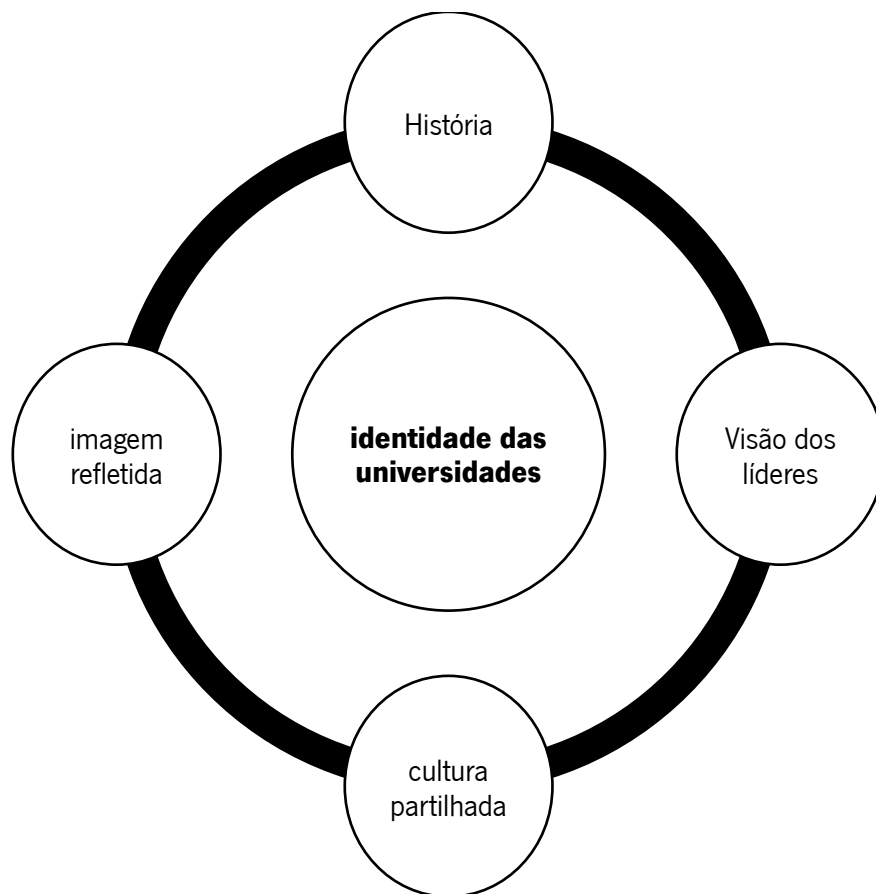 História
imagem
refletida
identidade das
universidades
Visão dos
líderes
cultura
partilhada